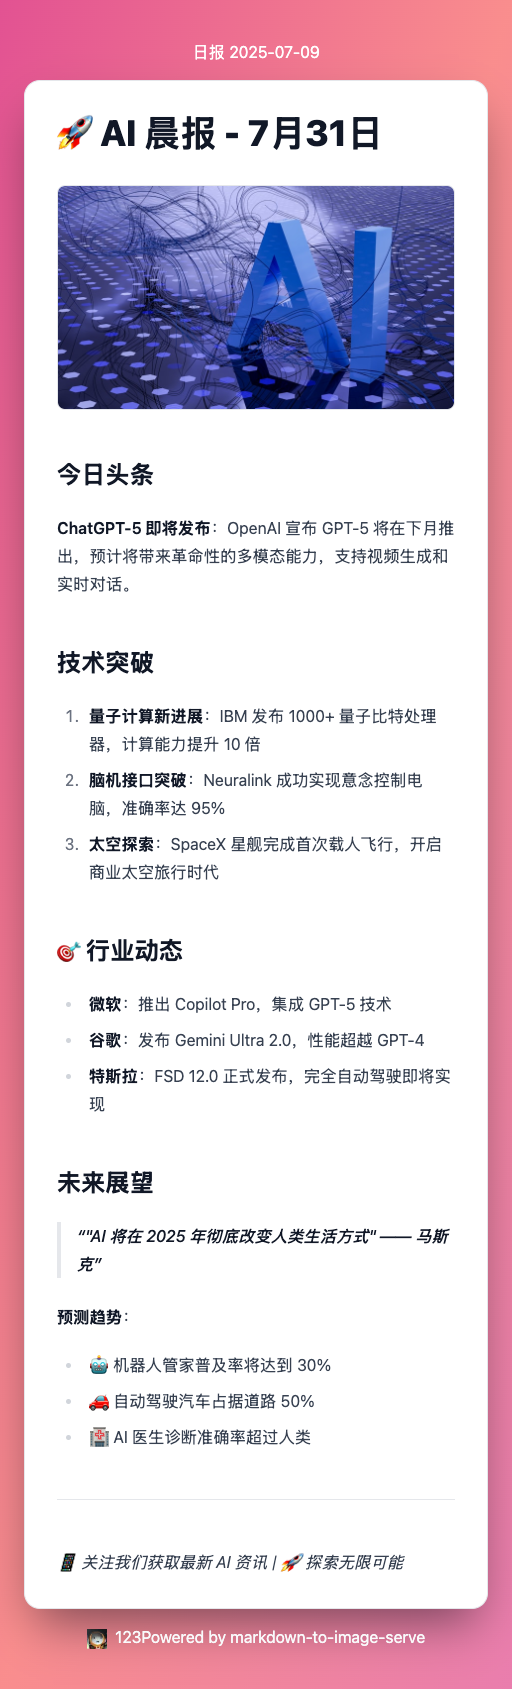 日报 2025-07-09
🚀 AI 晨报 - 7月31日
AI
今日头条
ChatGPT-5 即将发布：OpenAI 宣布 GPT-5 将在下月推
出，预计将带来革命性的多模态能力，支持视频生成和
实时对话。
技术突破
1. 量子计算新进展：IBM 发布 1000+ 量子比特处理
器，计算能力提升 10 倍
2. 脑机接口突破：Neuralink 成功实现意念控制电
脑，准确率达 95%
3. 太空探索：SpaceX 星舰完成首次载人飞行，开启
商业太空旅行时代
🎯 行业动态
• 微软：推出 Copilot Pro，集成 GPT-5 技术
• 谷歌：发布 Gemini Ultra 2.0，性能超越 GPT-4
• 特斯拉：FSD 12.0 正式发布，完全自动驾驶即将实
现
未来展望
“"AI 将在 2025 年彻底改变人类生活方式" —— 马斯
克”
预测趋势：
• 🤖 机器人管家普及率将达到 30%
• 🚗 自动驾驶汽车占据道路 50%
• 🏥 AI 医生诊断准确率超过人类
📱 关注我们获取最新 AI 资讯 | 🚀 探索无限可能
123Powered by markdown-to-image-serve